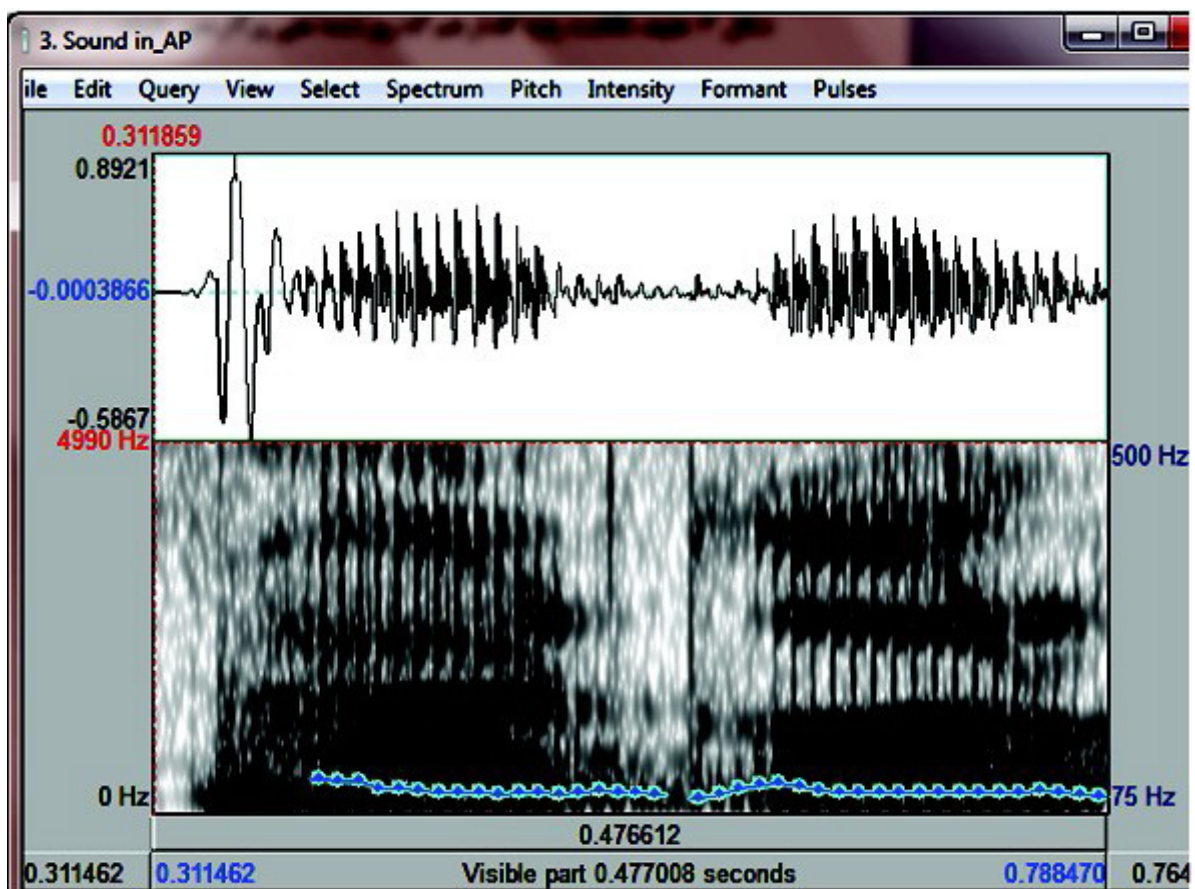 3. Sound in_AP
ile Edit Query View Select Spectrum Pitch Intensity Formant Pulses
0.311859
0.8921
-0.0003866
-0.5867
4990 Hz
500 Hz
0 Hz
75 Hz
0.476612
0.311462 0.311462 Visible part 0.477008 seconds 0.788470 0.764